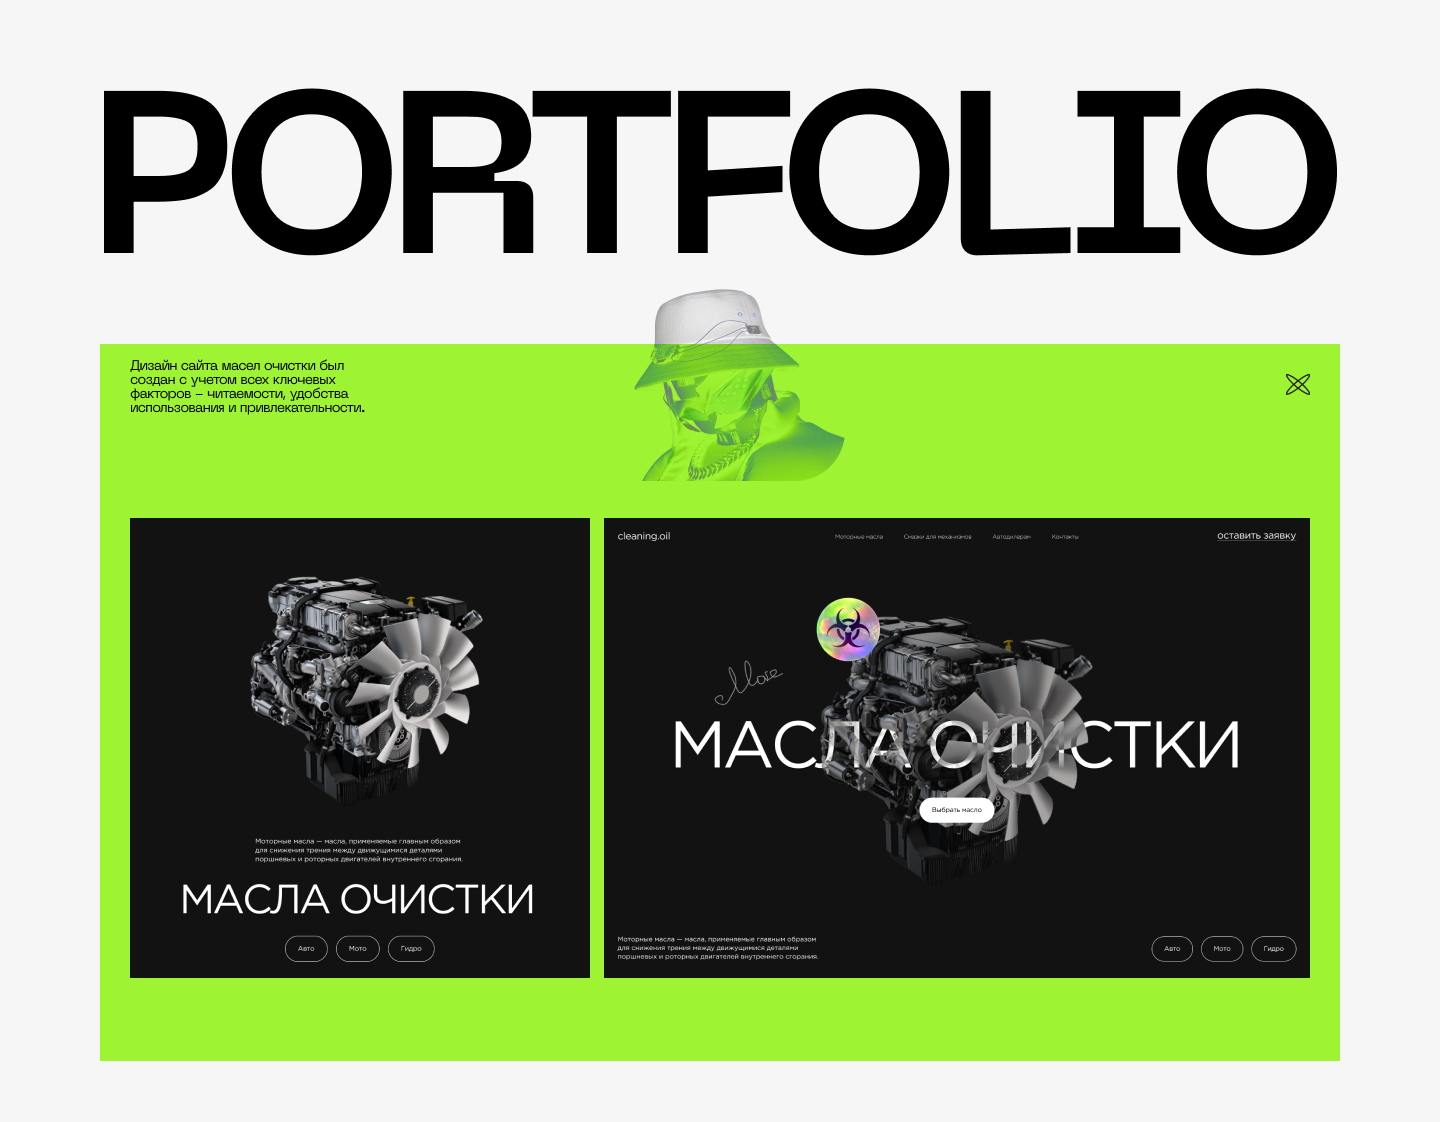 PORTFOLIO
Дизайн сайта масел очистки был
создан с учетом всех ключевых
факторов – читаемости, удобства
использования и привлекательности.
Моторные масла — масла, применяемые главным образом
для снижения трения между движущимися деталями
поршневых и роторных двигателей внутреннего сгорания.
МАСЛА ОЧИСТКИ
Авто Мото Гидро
cleaning.oil Моторные масла Смазки для механизмов Автодилерам Контакты оставить заявку
More
МАСЛА ОЧИСТКИ
Выбрать масло
Моторные масла — масла, применяемые главным образом
для снижения трения между движущимися деталями
поршневых и роторных двигателей внутреннего сгорания.
Авто Мото Гидро